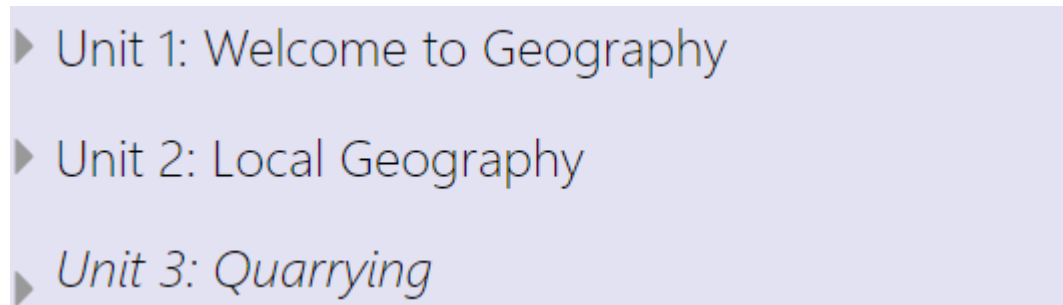 Unit 1: Welcome to Geography
Unit 2: Local Geography
Unit 3: Quarrying